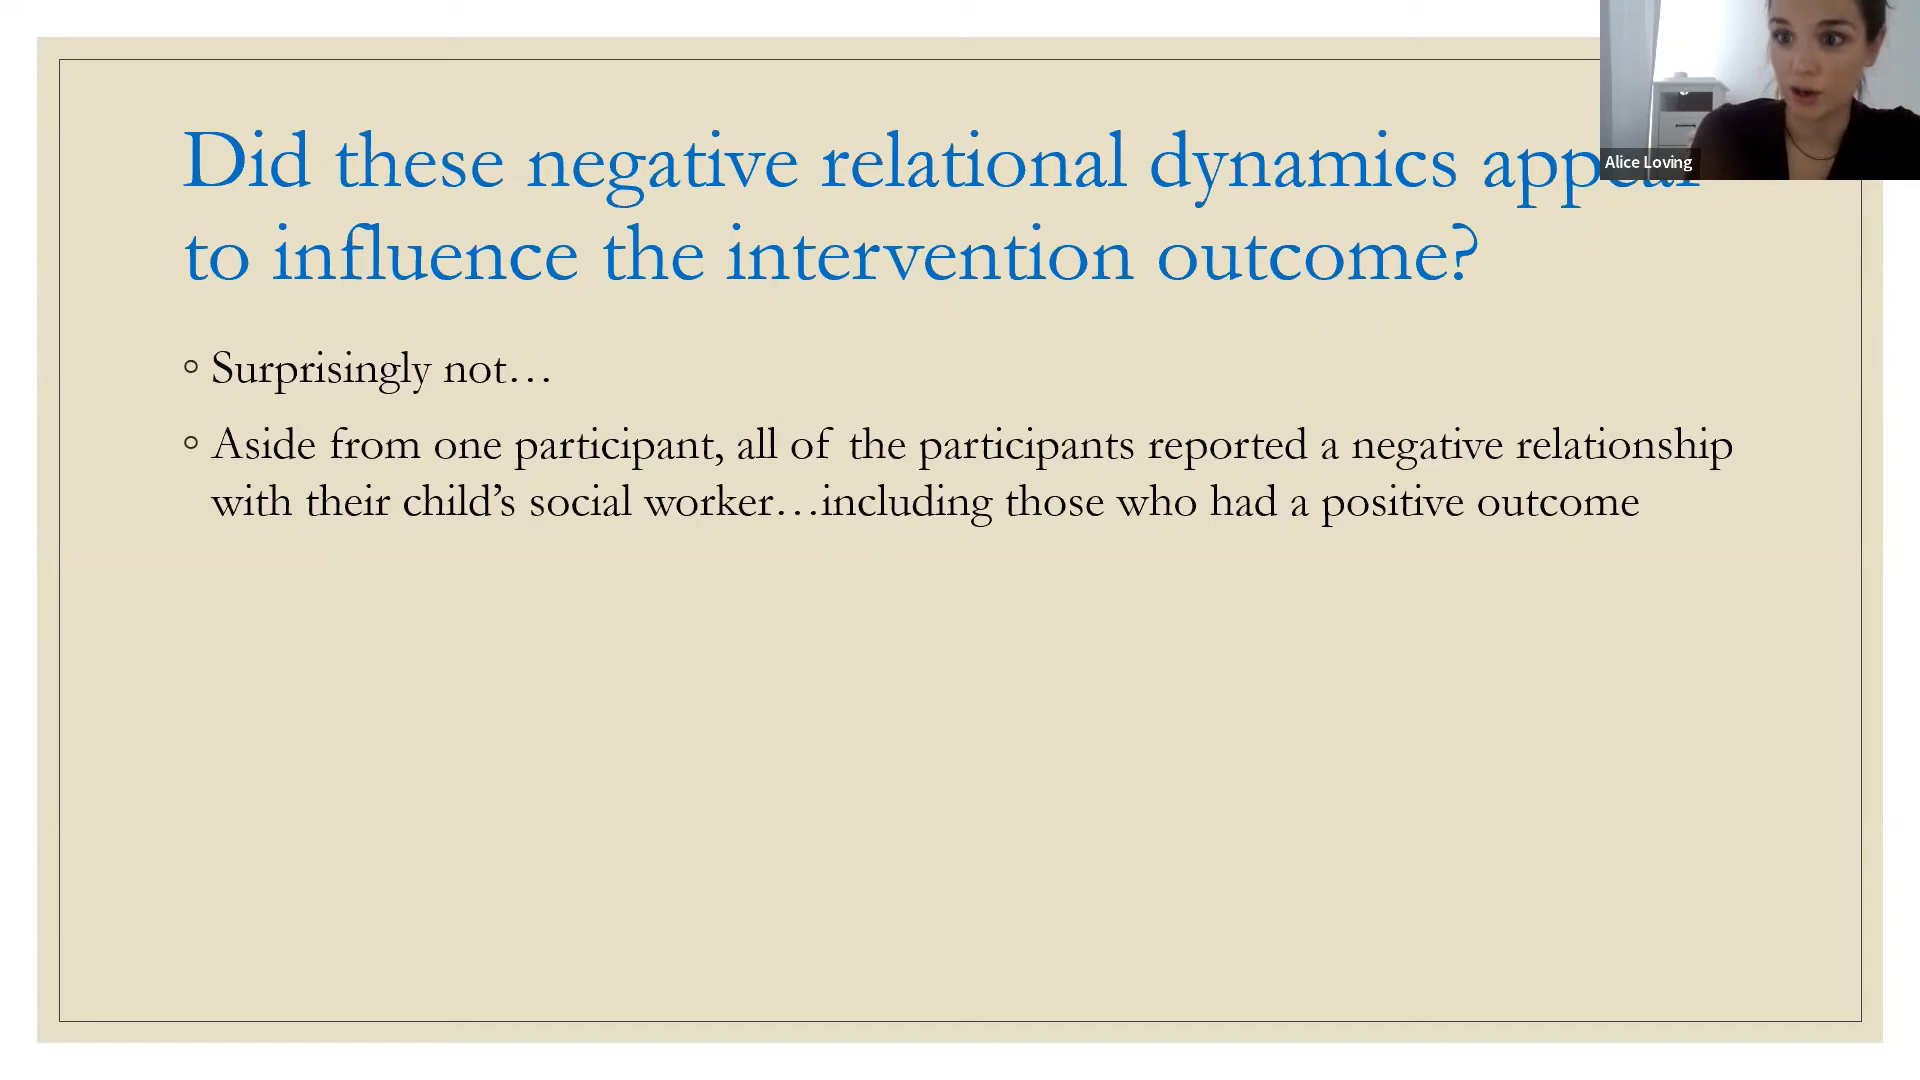 Did these negative relational dynamics appear
to influence the intervention outcome?
Alice Loving
◦ Surprisingly not…
◦ Aside from one participant, all of the participants reported a negative relationship
with their child’s social worker…including those who had a positive outcome